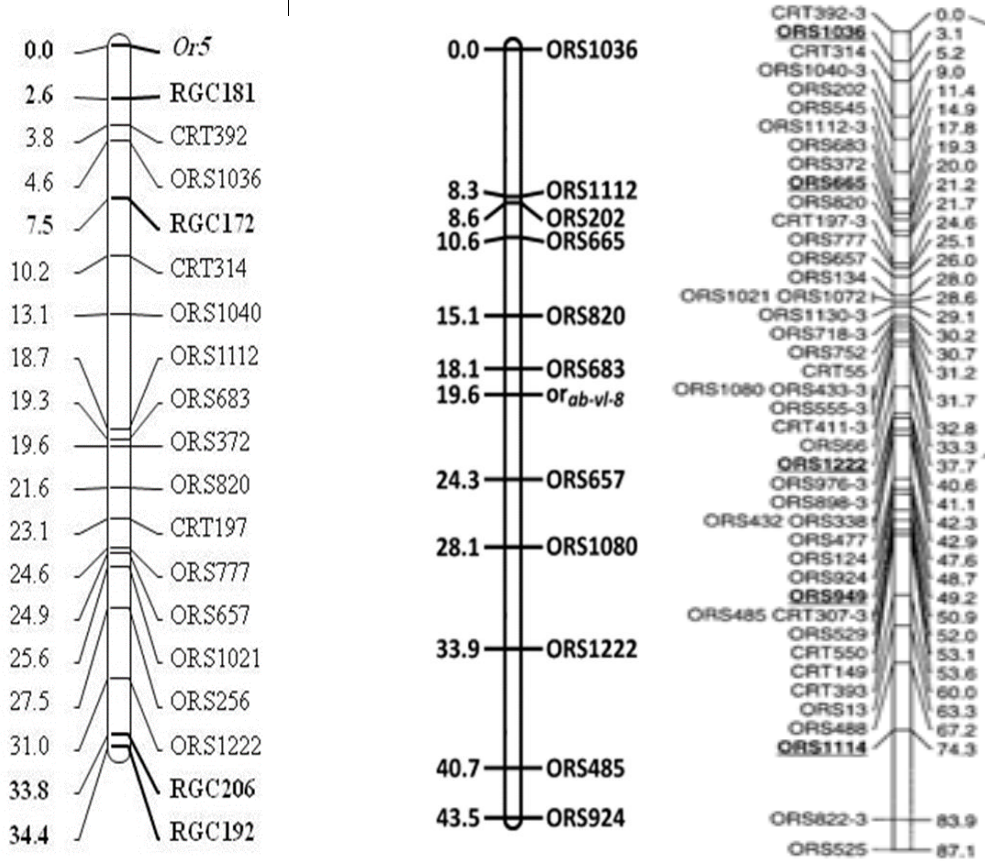 0.0 Or5
2.6 RGC181
3.8 CRT392
4.6 ORS1036
7.5 RGC172
10.2 CRT314
13.1 ORS1040
18.7 ORS1112
19.3 ORS683
19.6 ORS372
21.6 ORS820
23.1 CRT197
24.6 ORS777
24.9 ORS657
25.6 ORS1021
27.5 ORS256
31.0 ORS1222
33.8 RGC206
34.4 RGC192
0.0 ORS1036
8.3 ORS1112
8.6 ORS202
10.6 ORS665
15.1 ORS820
18.1 ORS683
19.6 orab-vl-8
24.3 ORS657
28.1 ORS1080
33.9 ORS1222
40.7 ORS485
43.5 ORS924
CRT392-3 0.0
ORS1036 3.1
CRT314 5.2
ORS1040-3 9.0
ORS202 11.4
ORS545 14.9
ORS1112-3 17.8
ORS683 19.3
ORS372 20.0
ORS665 21.2
ORS820 21.7
CRT197-3 24.6
ORS777 25.1
ORS657 26.0
ORS134 28.0
ORS1021 ORS1072 28.6
ORS1130-3 29.1
ORS718-3 30.2
ORS752 30.7
CRT55 31.2
ORS1080 ORS433-3 31.7
ORS555-3
CRT411-3 32.8
ORS66 33.3
ORS1222 37.7
ORS976-3 40.6
ORS898-3 41.1
ORS432 ORS338 42.3
ORS477 42.9
ORS124 47.6
ORS924 48.7
ORS949 49.2
ORS485 CRT307-3 50.9
ORS529 52.0
CRT550 53.1
CRT149 53.6
CRT393 60.0
ORS13 63.3
ORS488 67.2
ORS1114 74.3
ORS822-3 83.9
ORS525 87.1